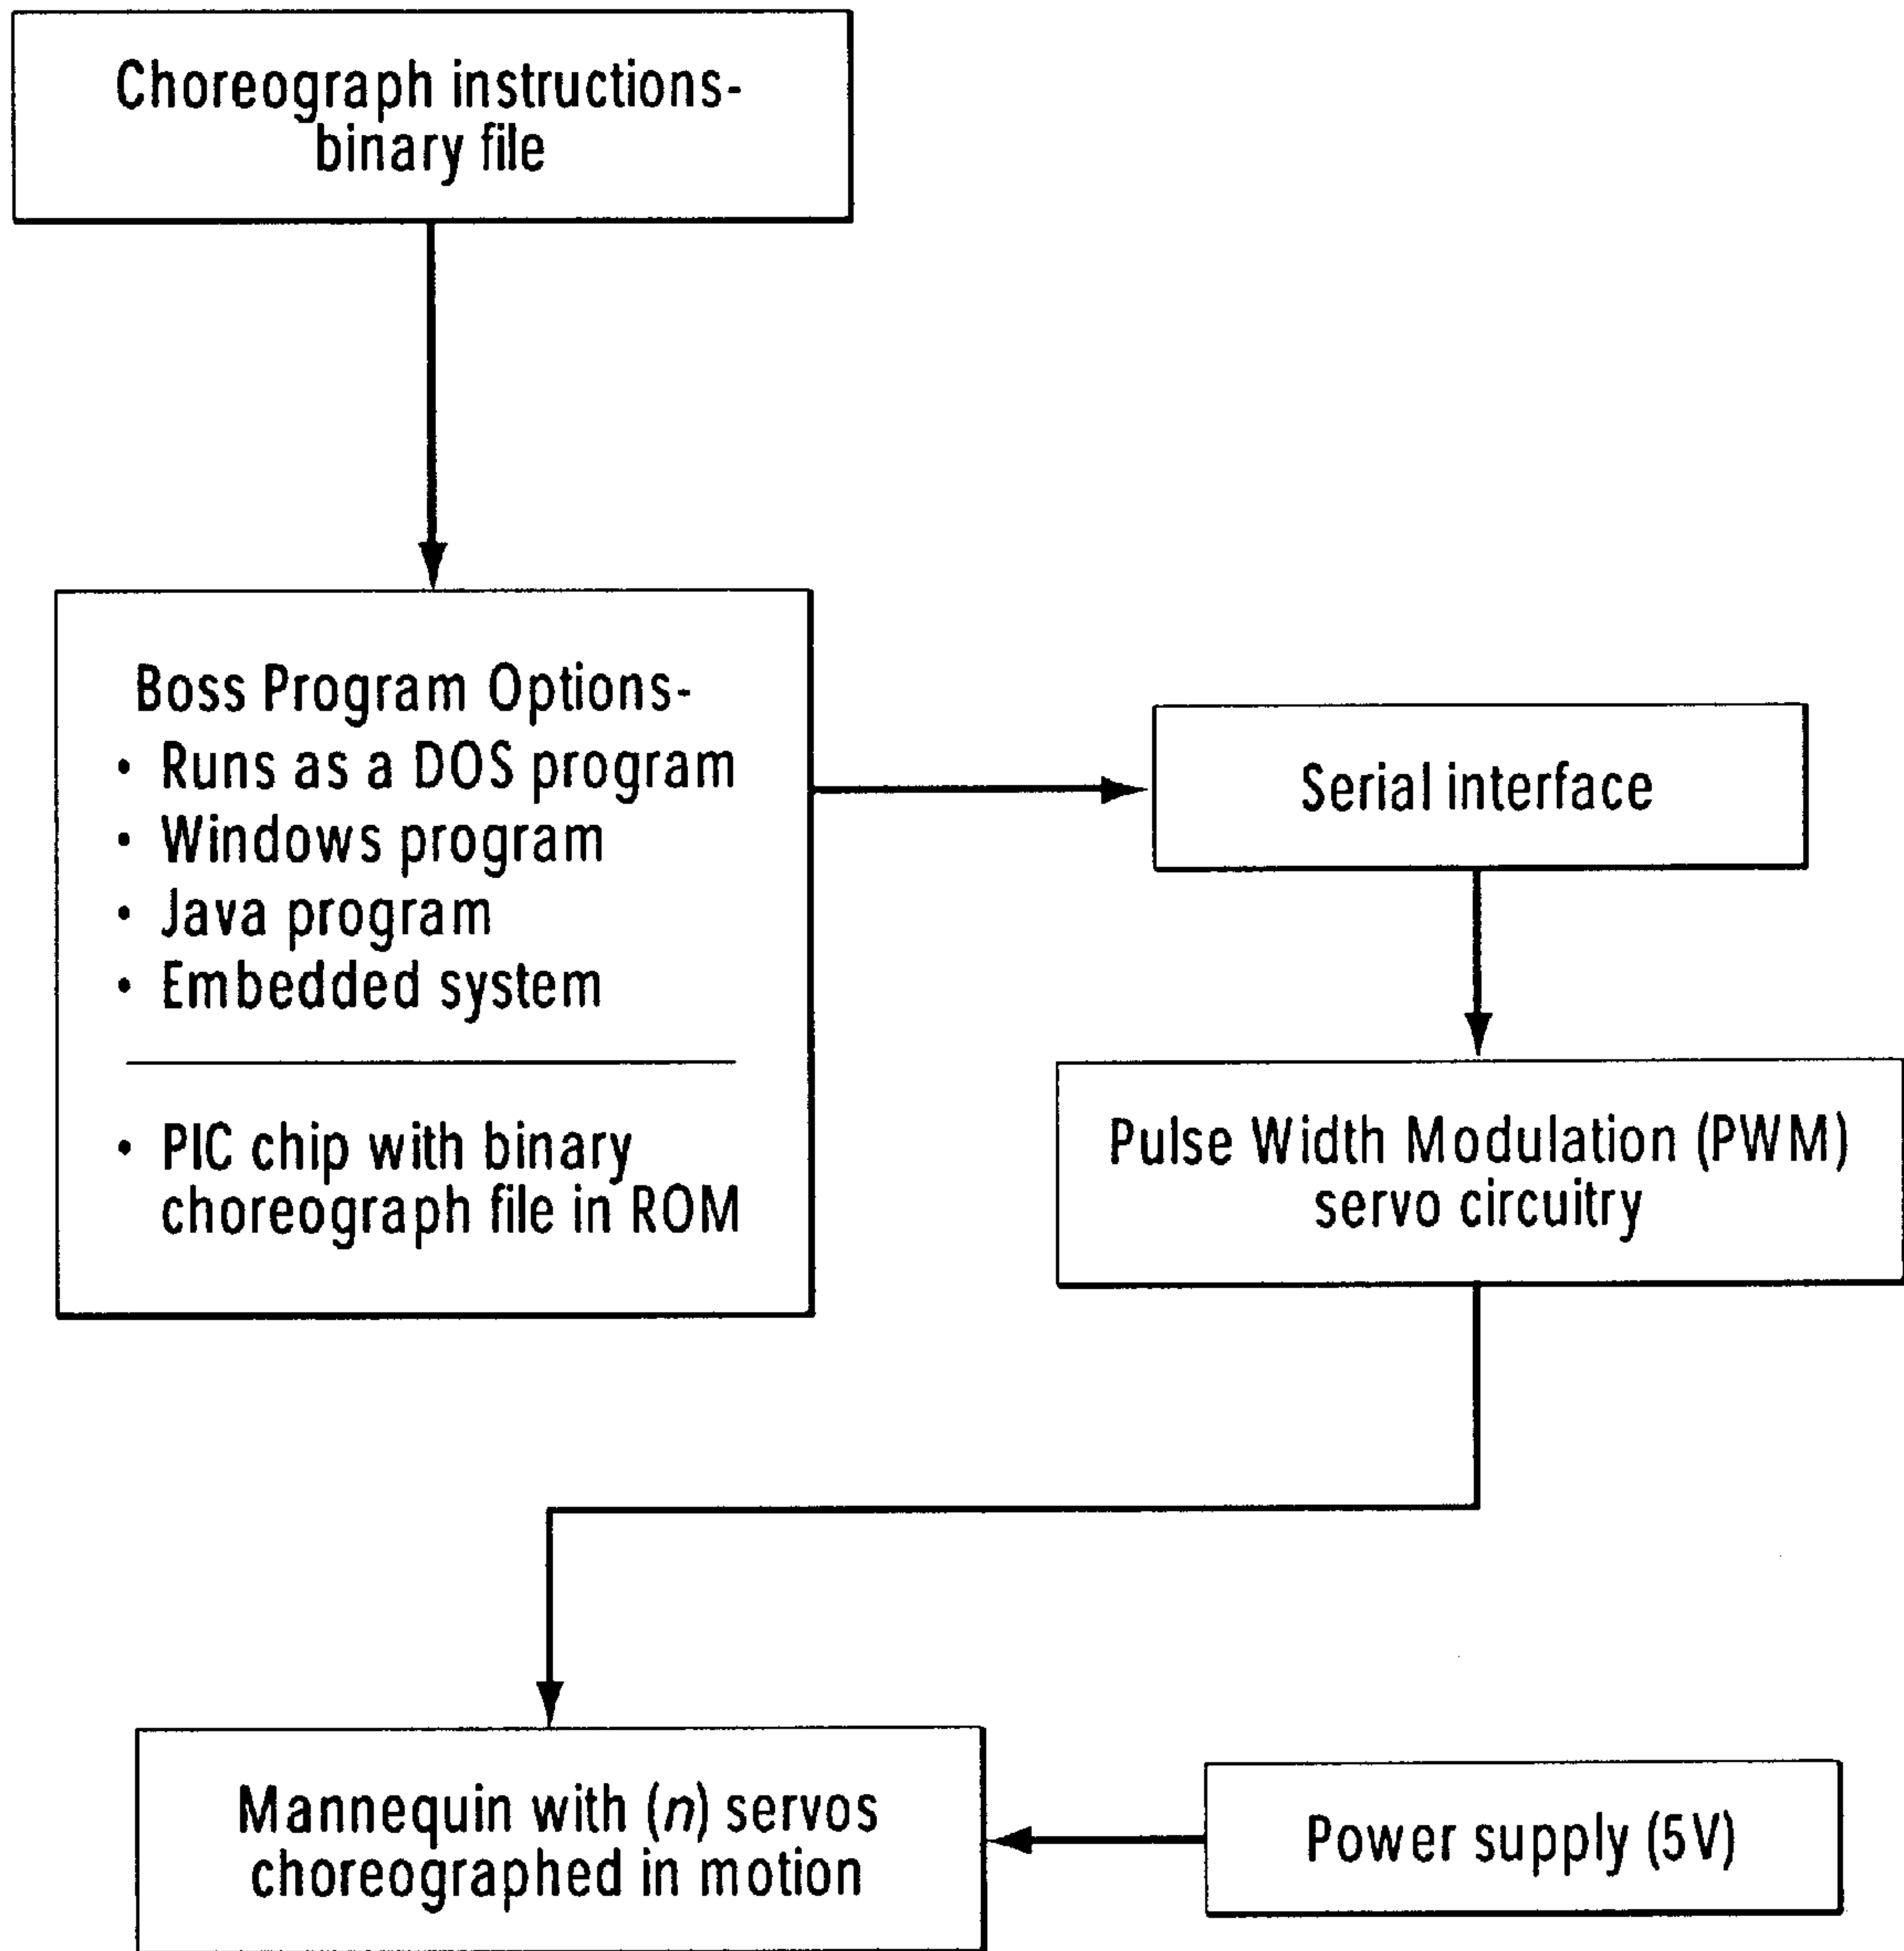 Choreograph instructions-
binary file
Boss Program Options-
• Runs as a DOS program
• Windows program
• Java program
• Embedded system
• PIC chip with binary
choreograph file in ROM
Serial interface
Pulse Width Modulation (PWM)
servo circuitry
Mannequin with (n) servos
choreographed in motion
Power supply (5V)